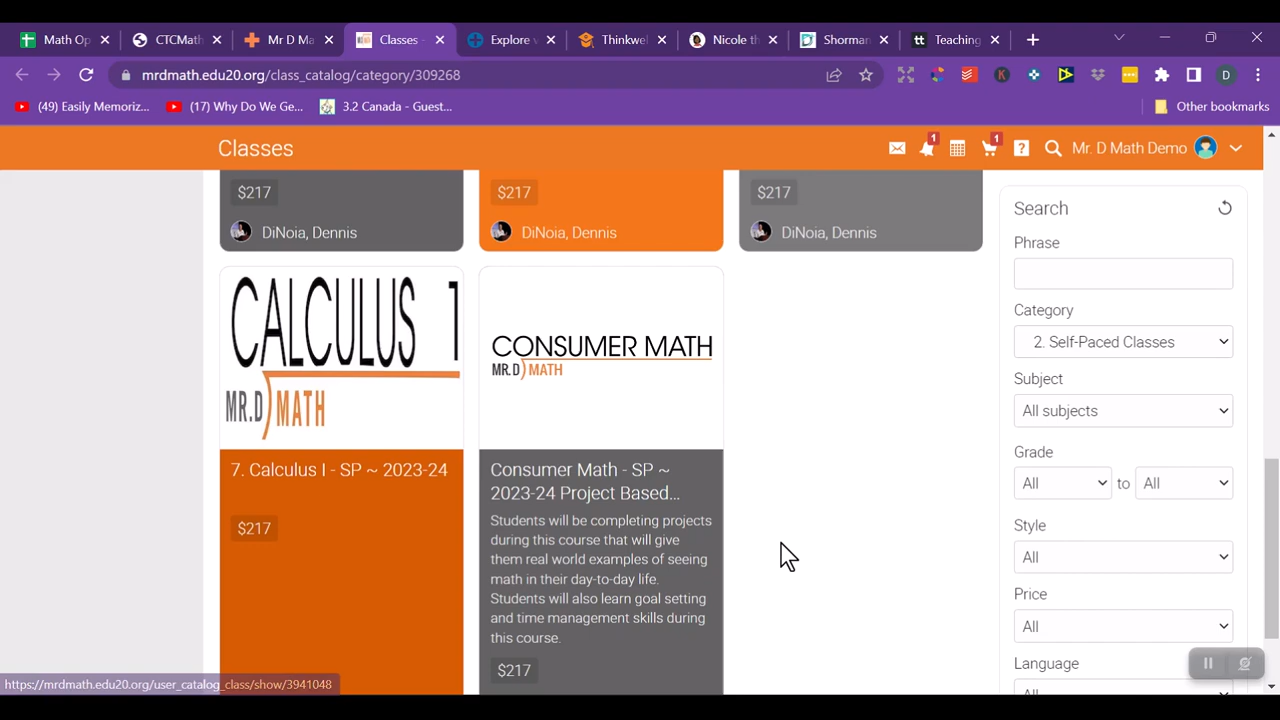 Math Op
CTCMath
Mr D Ma
Classes -
Explore v
Thinkwel
Nicole th
Shorman
Teaching
mrdmath.edu20.org/class_catalog/category/309268
(49) Easily Memoriz...
(17) Why Do We Ge...
3.2 Canada - Guest...
Other bookmarks
Classes
1
1
Mr. D Math Demo
$217
$217
$217
DiNoia, Dennis
DiNoia, Dennis
DiNoia, Dennis
CALCULUS 1
MR.D MATH
7. Calculus I - SP ~ 2023-24
$217
CONSUMER MATH
MR.D MATH
Consumer Math - SP ~
2023-24 Project Based...
Students will be completing projects
during this course that will give
them real world examples of seeing
math in their day-to-day life.
Students will also learn goal setting
and time management skills during
this course.
$217
Search
Phrase
Category
2. Self-Paced Classes
Subject
All subjects
Grade
All to All
Style
All
Price
All
Language
https://mrdmath.edu20.org/user_catalog_class/show/3941048